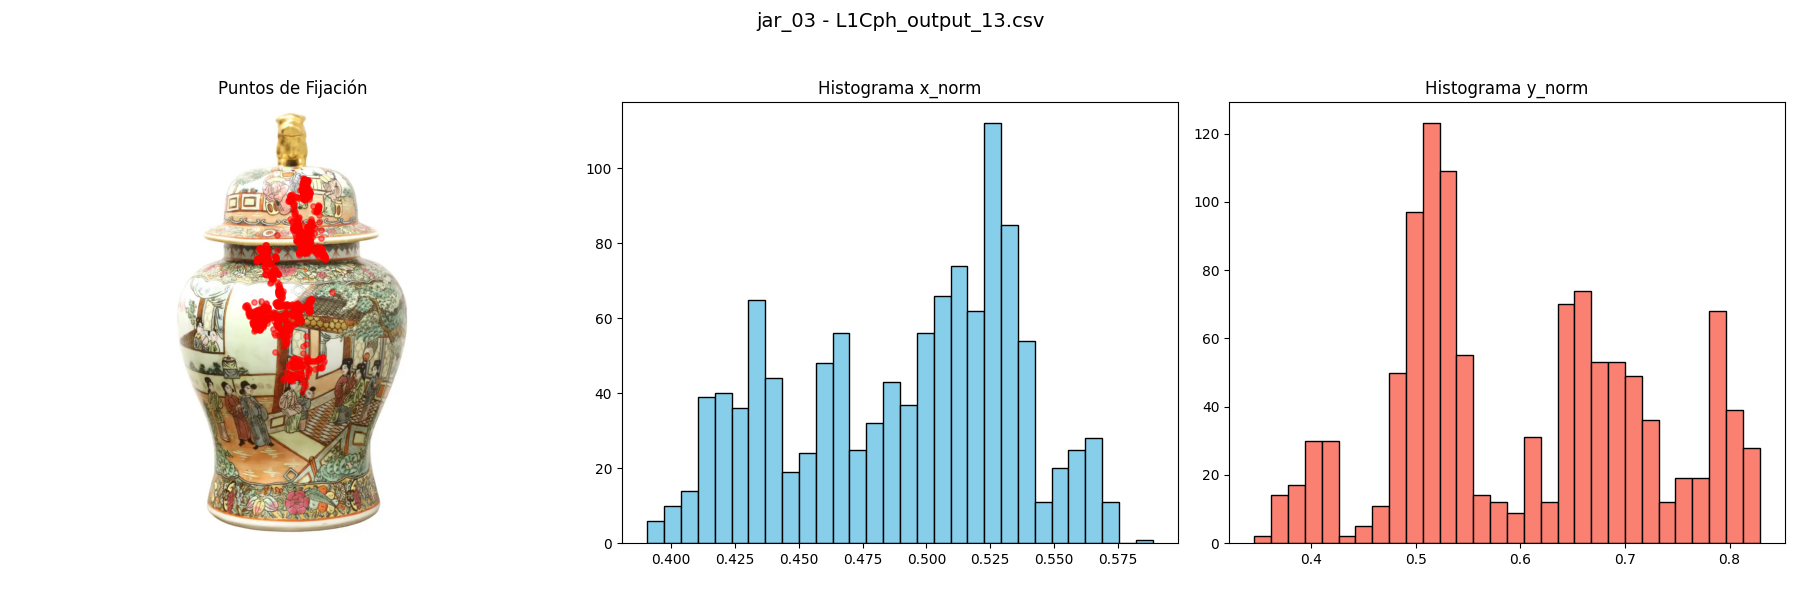 jar_03 - L1Cph_output_13.csv
Puntos de Fijación
Histograma x_norm
0
20
40
60
80
100
0.400 0.425 0.450 0.475 0.500 0.525 0.550 0.575
Histograma y_norm
0
20
40
60
80
100
120
0.4 0.5 0.6 0.7 0.8